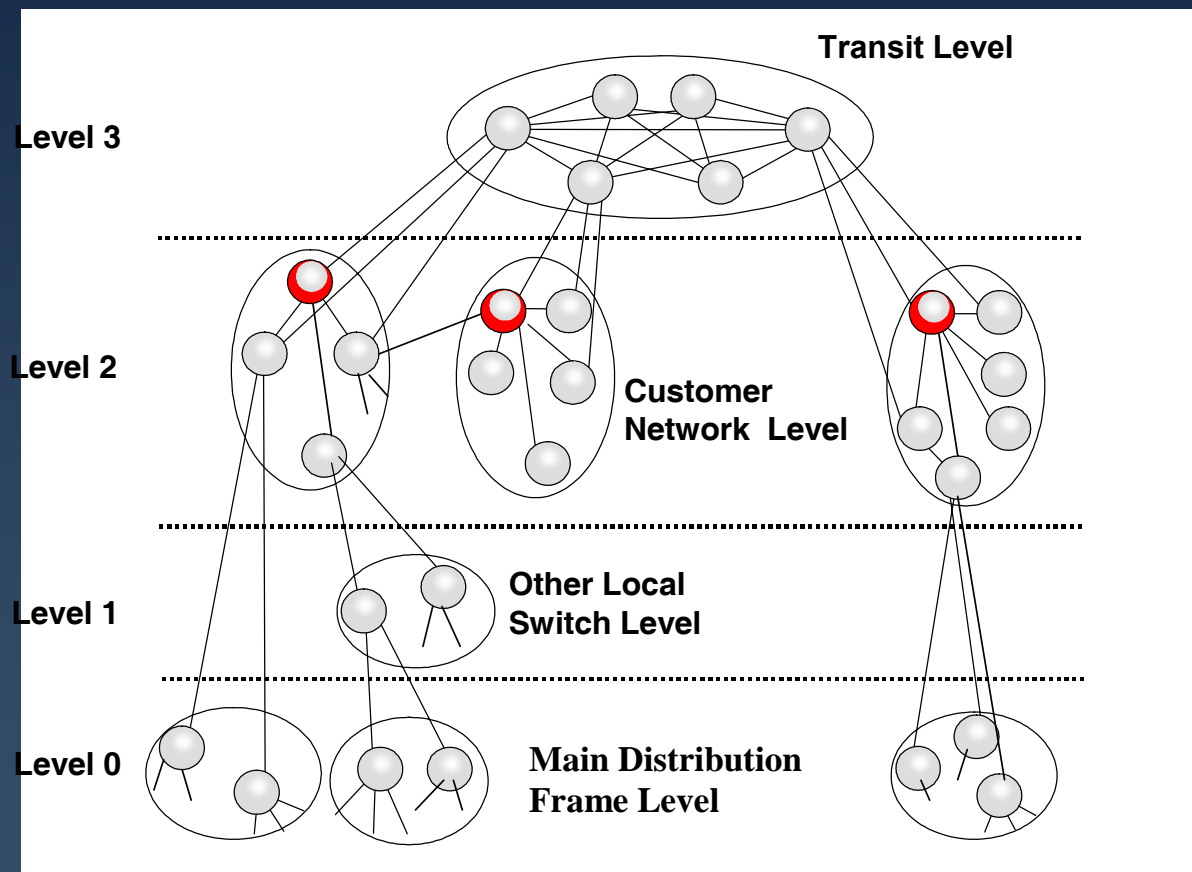 Transit Level
Level 3
Level 2
Customer
Network Level
Other Local
Switch Level
Level 1
Main Distribution
Frame Level
Level 0